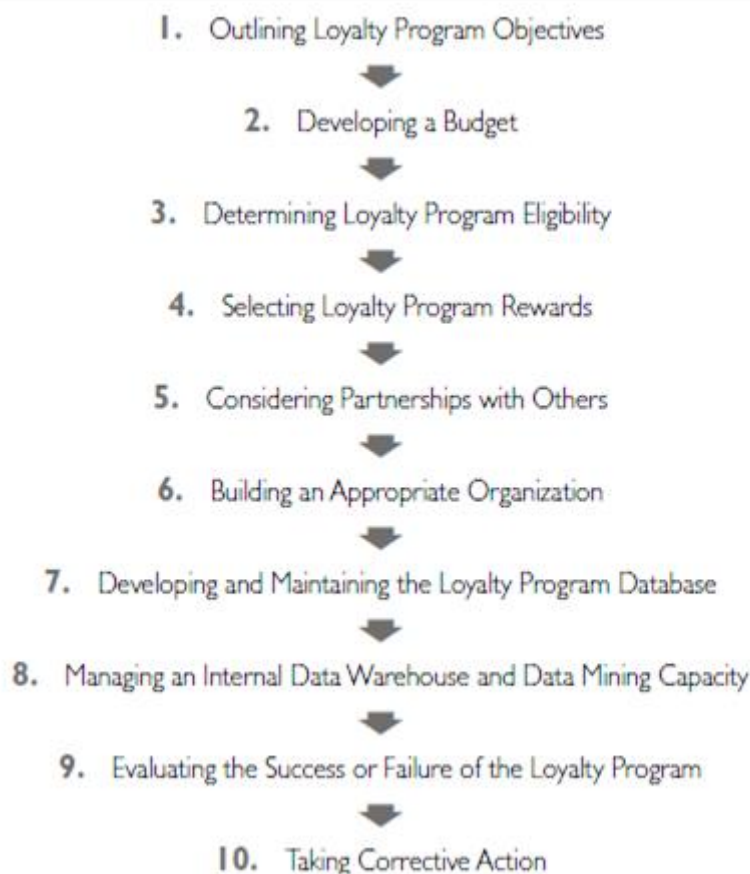 1. Outlining Loyalty Program Objectives
2. Developing a Budget
3. Determining Loyalty Program Eligibility
4. Selecting Loyalty Program Rewards
5. Considering Partnerships with Others
6. Building an Appropriate Organization
7. Developing and Maintaining the Loyalty Program Database
8. Managing an Internal Data Warehouse and Data Mining Capacity
9. Evaluating the Success or Failure of the Loyalty Program
10. Taking Corrective Action